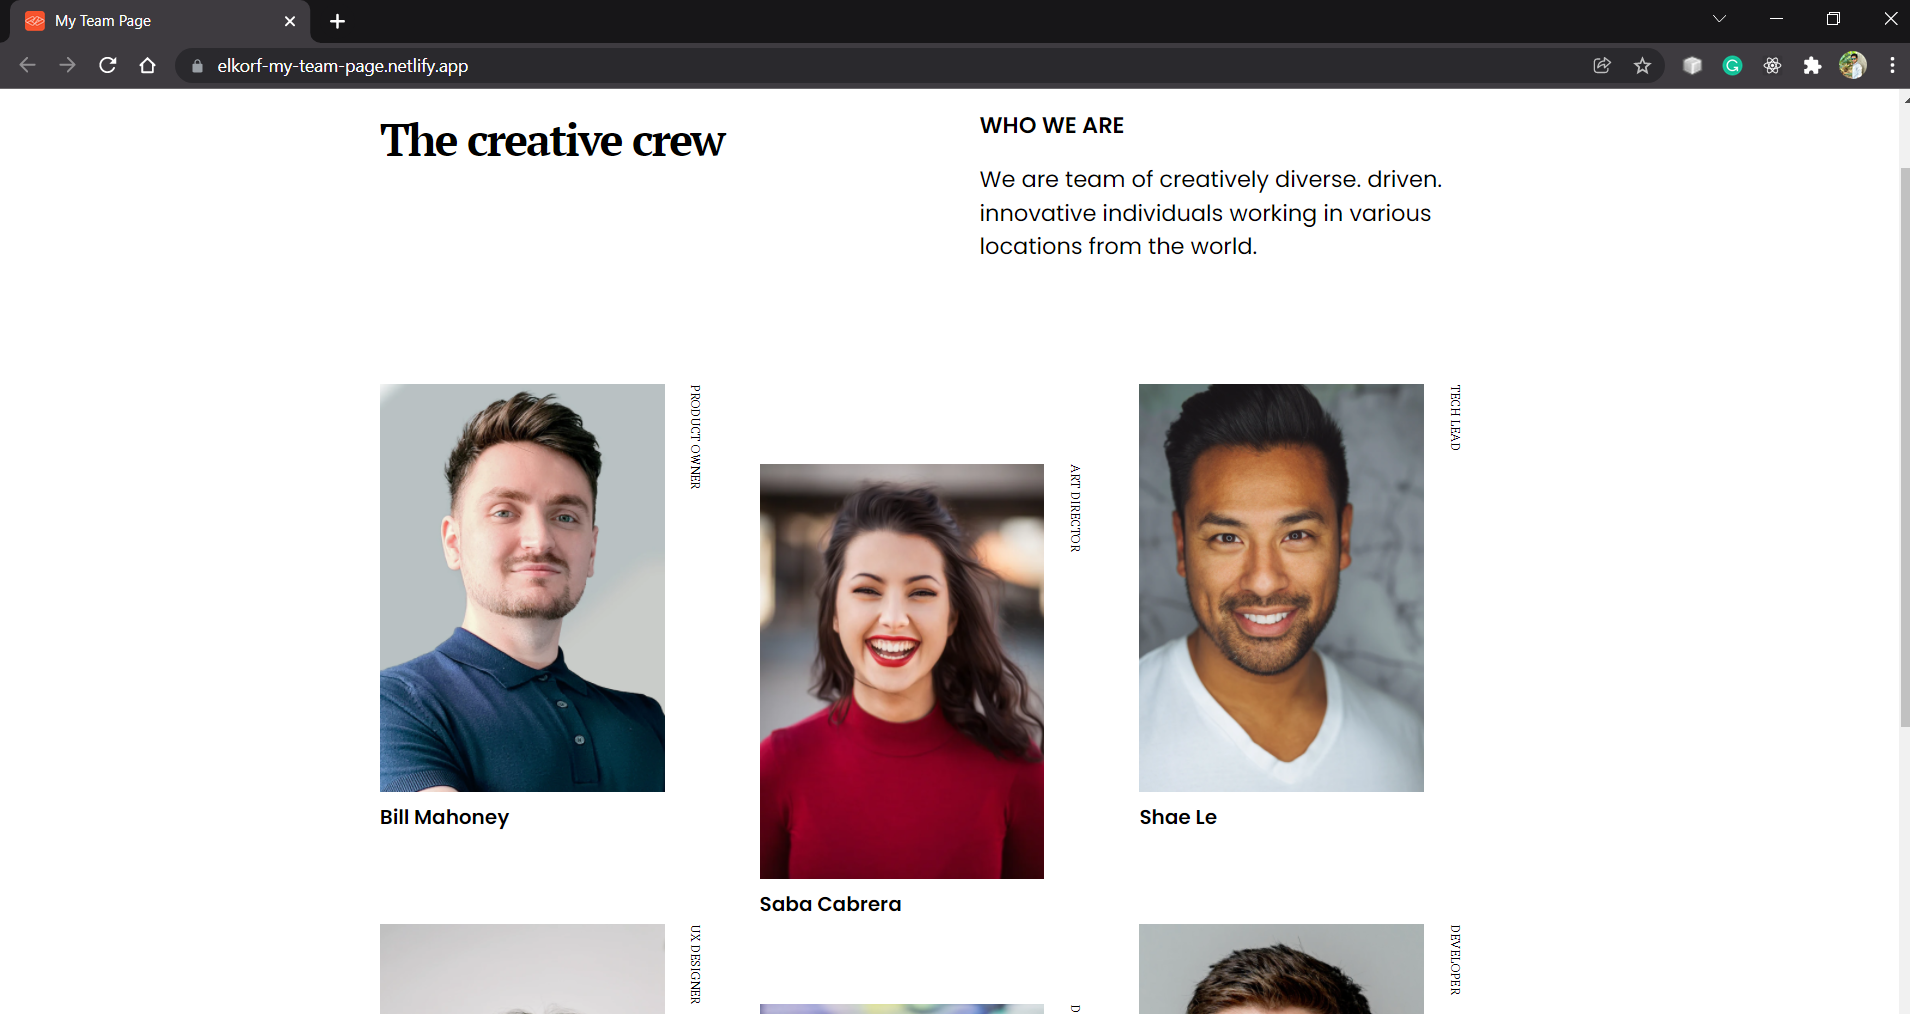 My Team Page
elkorf-my-team-page.netlify.app
The creative crew
WHO WE ARE
We are team of creatively diverse. driven.
innovative individuals working in various
locations from the world.
PRODUCT OWNER
Bill Mahoney
ART DIRECTOR
Saba Cabrera
TECH LEAD
Shae Le
UX DESIGNER
D
DEVELOPER